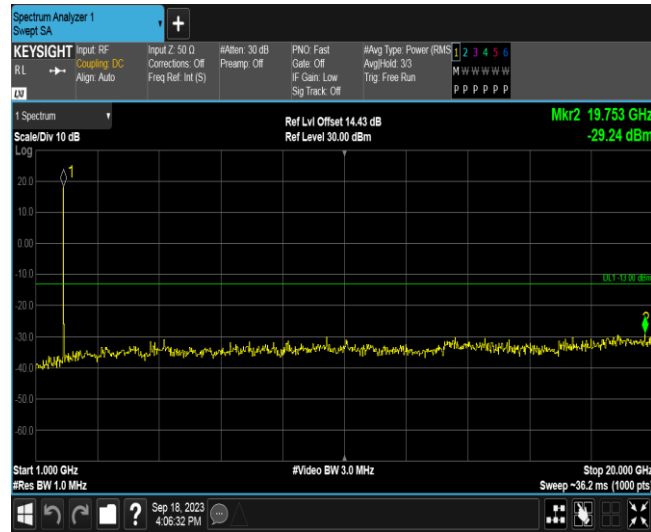 Spectrum Analyzer 1
Swept SA
+
KEYSIGHT Input: RF Input Z: 50 Ω #Atten: 30 dB PNO: Fast #Avg Type: Power (RMS 1 2 3 4 5 6
RL Coupling: DC Corrections: Off Preamp: Off Gate: Off Avg|Hold: 3/3 M W W W W W
Align: Auto Freq Ref: Int (S) IF Gain: Low Trig: Free Run
LXI Sig Track: Off P P P P P P
1 Spectrum Ref Lvl Offset 14.43 dB Mkr2 19.753 GHz
Scale/Div 10 dB Ref Level 30.00 dBm -29.24 dBm
Log
1
20.0
10.0
0.00
-10.0
DL1 -13.00 dBm
-20.0
2
-30.0
-40.0
-50.0
-60.0
Start 1.000 GHz #Video BW 3.0 MHz Stop 20.000 GHz
#Res BW 1.0 MHz Sweep ~36.2 ms (1000 pts)
? Sep 18, 2023
4:06:32 PM